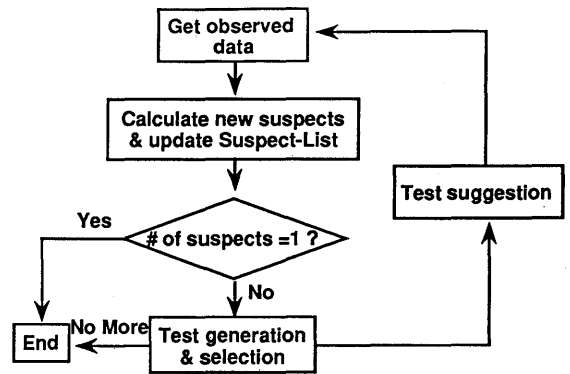 Get observed
data
Calculate new suspects
& update Suspect-List
Test suggestion
Yes
# of suspects =1 ?
No
No More
End
Test generation
& selection